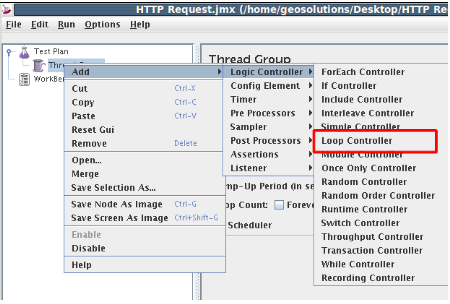 HTTP Request.jmx (/home/geosolutions/Desktop/HTTP Re
File Edit Run Options Help
Test Plan
Thread
WorkBen
Thread Group
Add
Cut Ctrl-X
Copy Ctrl-C
Paste Ctrl-V
Reset Gui
Remove Delete
Open...
Merge
Save Selection As...
Save Node As Image Ctrl-G
Save Screen As Image Ctrl+Shift-G
Enable
Disable
Help
Logic Controller
Config Element
Timer
Pre Processors
Sampler
Post Processors
Assertions
Listener
mp-Up Period (in se
op Count: Foreve
Scheduler
ForEach Controller
If Controller
Include Controller
Interleave Controller
Simple Controller
Loop Controller
Module Controller
Once Only Controller
Random Controller
Random Order Controller
Runtime Controller
Switch Controller
Throughput Controller
Transaction Controller
While Controller
Recording Controller